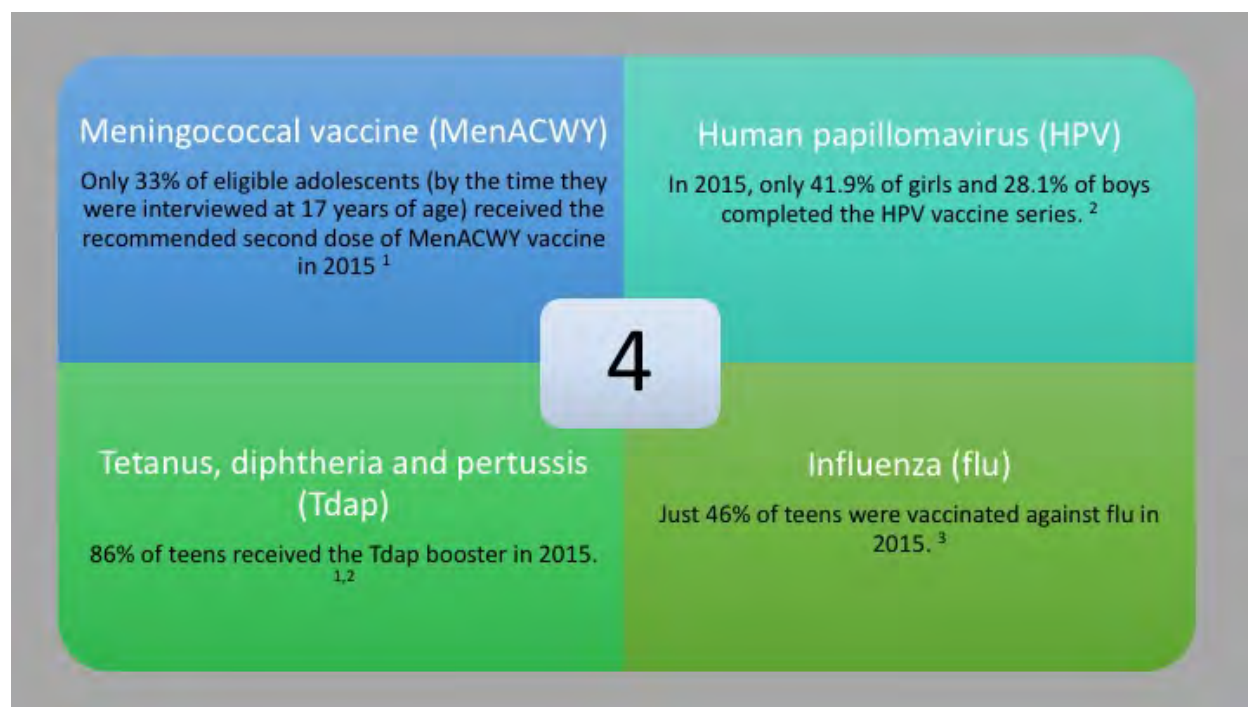 Meningococcal vaccine (MenACWY)
Only 33% of eligible adolescents (by the time they
were interviewed at 17 years of age) received the
recommended second dose of MenACWY vaccine
in 2015 ¹
Human papillomavirus (HPV)
In 2015, only 41.9% of girls and 28.1% of boys
completed the HPV vaccine series. ²
4
Tetanus, diphtheria and pertussis
(Tdap)
86% of teens received the Tdap booster in 2015.
1,2
Influenza (flu)
Just 46% of teens were vaccinated against flu in
2015. ³